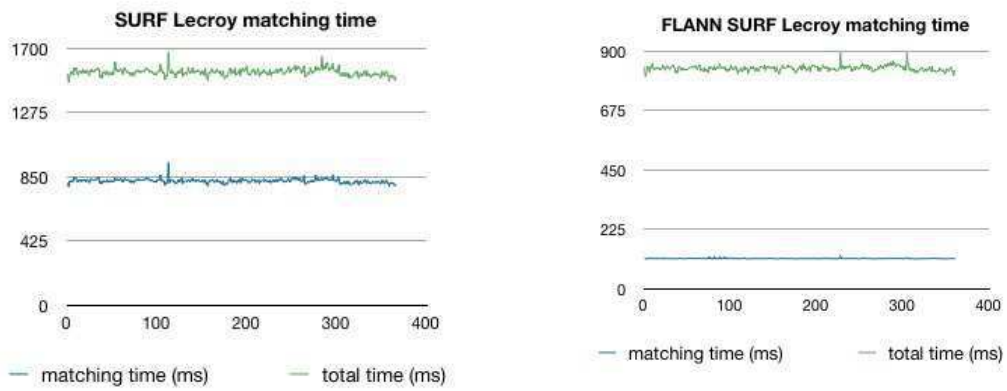 SURF Lecroy matching time
1700
1275
850
425
0
0 100 200 300 400
matching time (ms) total time (ms)
FLANN SURF Lecroy matching time
900
675
450
225
0
0 100 200 300 400
matching time (ms) total time (ms)